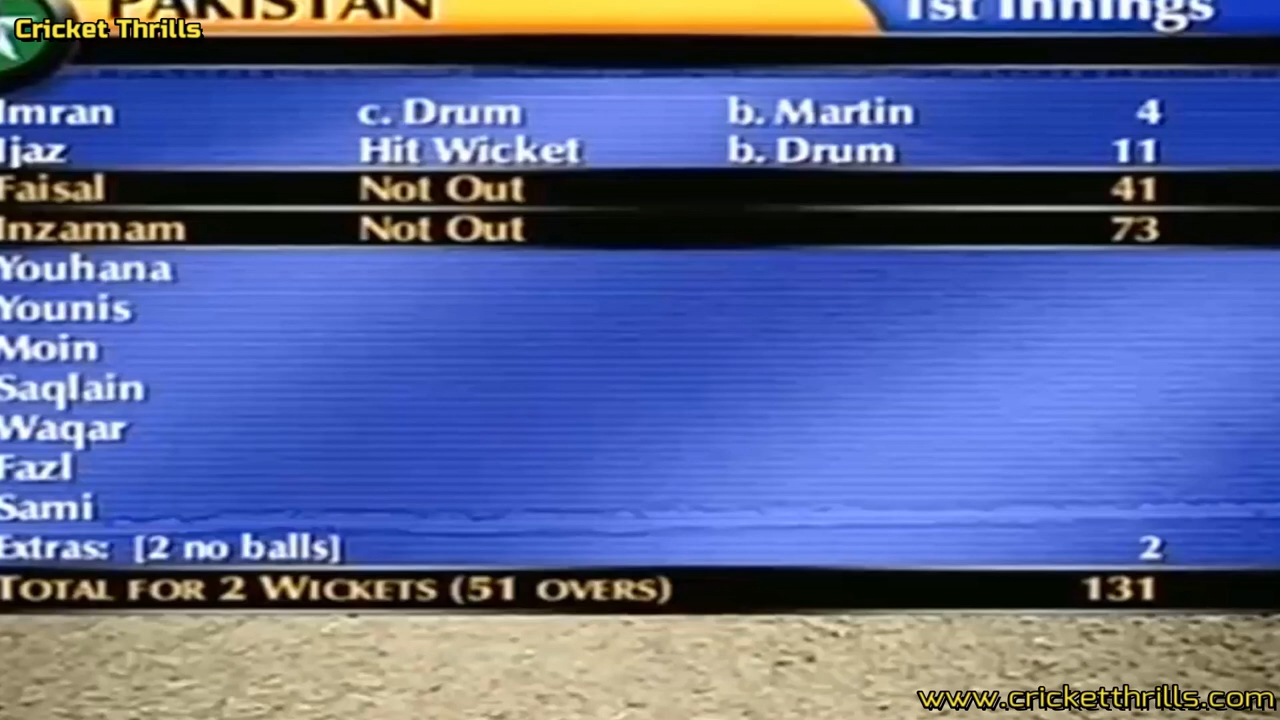 PAKISTAN 1st Innings
Cricket Thrills
Imran c. Drum b. Martin 4
Ijaz Hit Wicket b. Drum 11
Faisal Not Out 41
Inzamam Not Out 73
Youhana
Younis
Moin
Saqlain
Waqar
Fazl
Sami
Extras: [2 no balls] 2
TOTAL FOR 2 WICKETS (51 OVERS) 131
www.cricketthrills.com